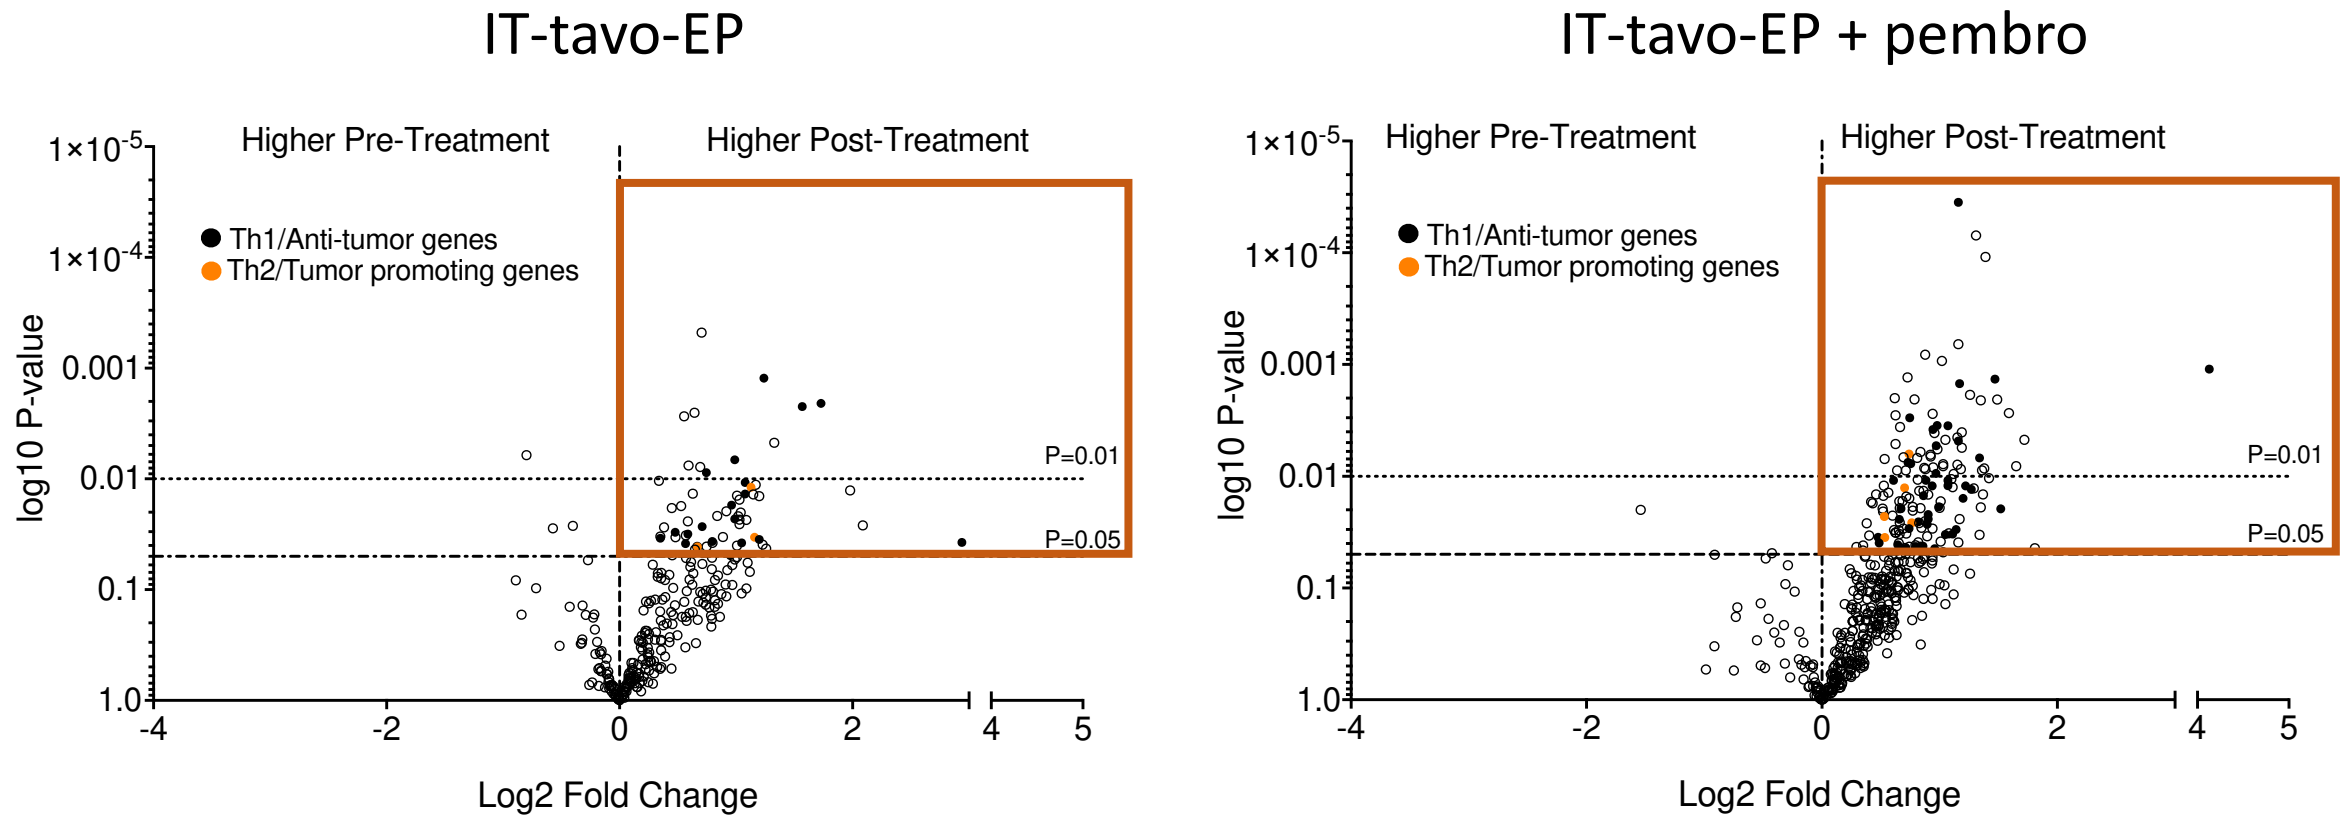 IT-tavo-EP
Higher Pre-Treatment
Higher Post-Treatment
1×10-5
Th1/Anti-tumor genes
Th2/Tumor promoting genes
1×10-4
0.001
0.01
0.1
1.0
P=0.01
P=0.05
log10 P-value
-4
-2
0
2
4
5
Log2 Fold Change
IT-tavo-EP + pembro
Higher Pre-Treatment
Higher Post-Treatment
1×10-5
Th1/Anti-tumor genes
Th2/Tumor promoting genes
1×10-4
0.001
0.01
0.1
1.0
P=0.01
P=0.05
log10 P-value
-4
-2
0
2
4
5
Log2 Fold Change